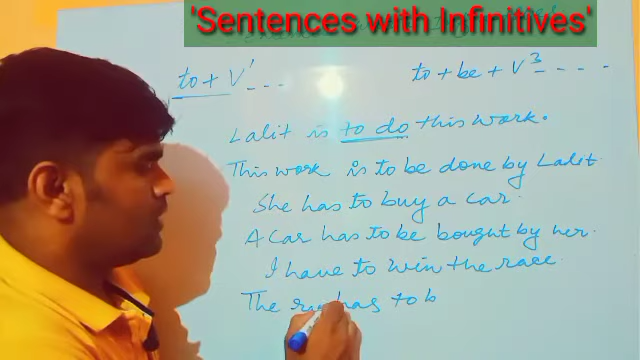 'Sentences with Infinitives'
to + V¹ - - - to + be + V³ - - - -
Lalit is to do this work.
This work is to be done by Lalit.
She has to buy a car.
A car has to be bought by her.
I have to win the race.
The has to b